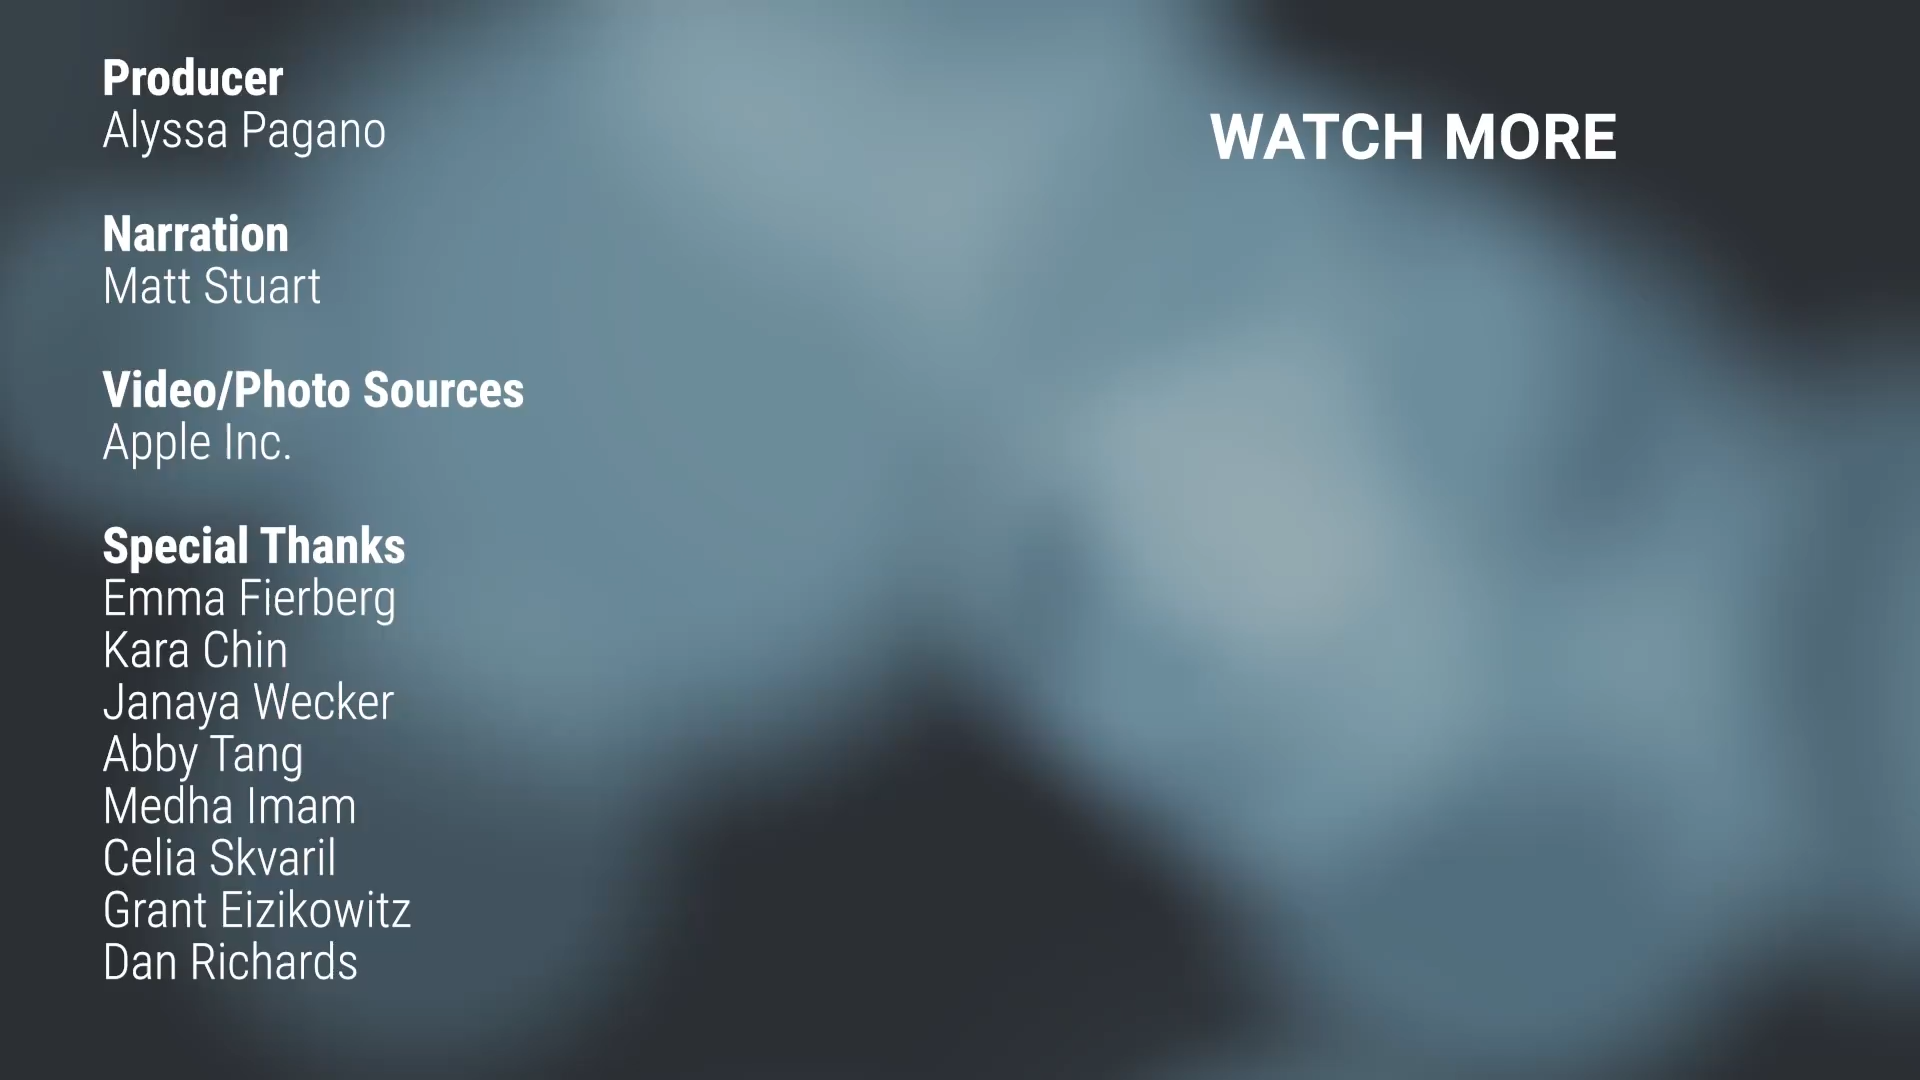 Producer
Alyssa Pagano
Narration
Matt Stuart
Video/Photo Sources
Apple Inc.
Special Thanks
Emma Fierberg
Kara Chin
Janaya Wecker
Abby Tang
Medha Imam
Celia Skvaril
Grant Eizikowitz
Dan Richards
WATCH MORE